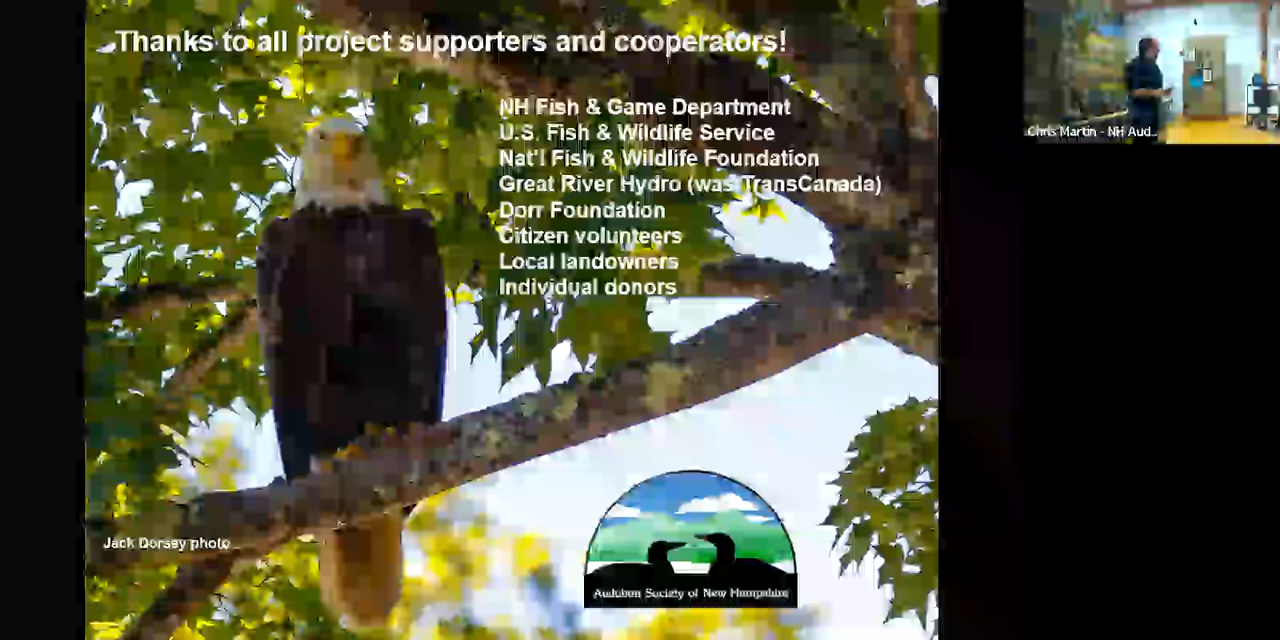 Thanks to all project supporters and cooperators!
NH Fish & Game Department
U.S. Fish & Wildlife Service
Nat'l Fish & Wildlife Foundation
Great River Hydro (was TransCanada)
Dorr Foundation
Citizen volunteers
Local landowners
Individual donors
Chris Martin - NH Aud...
Jack Dorsey photo
Audubon Society of New Hampshire